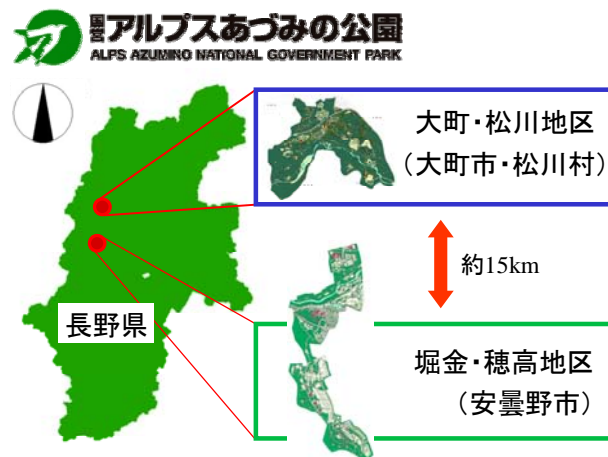 国営アルプスあづみの公園
ALPS AZUMINO NATIONAL GOVERNMENT PARK
大町・松川地区
（大町市・松川村）
約15km
長野県
堀金・穂高地区
（安曇野市）